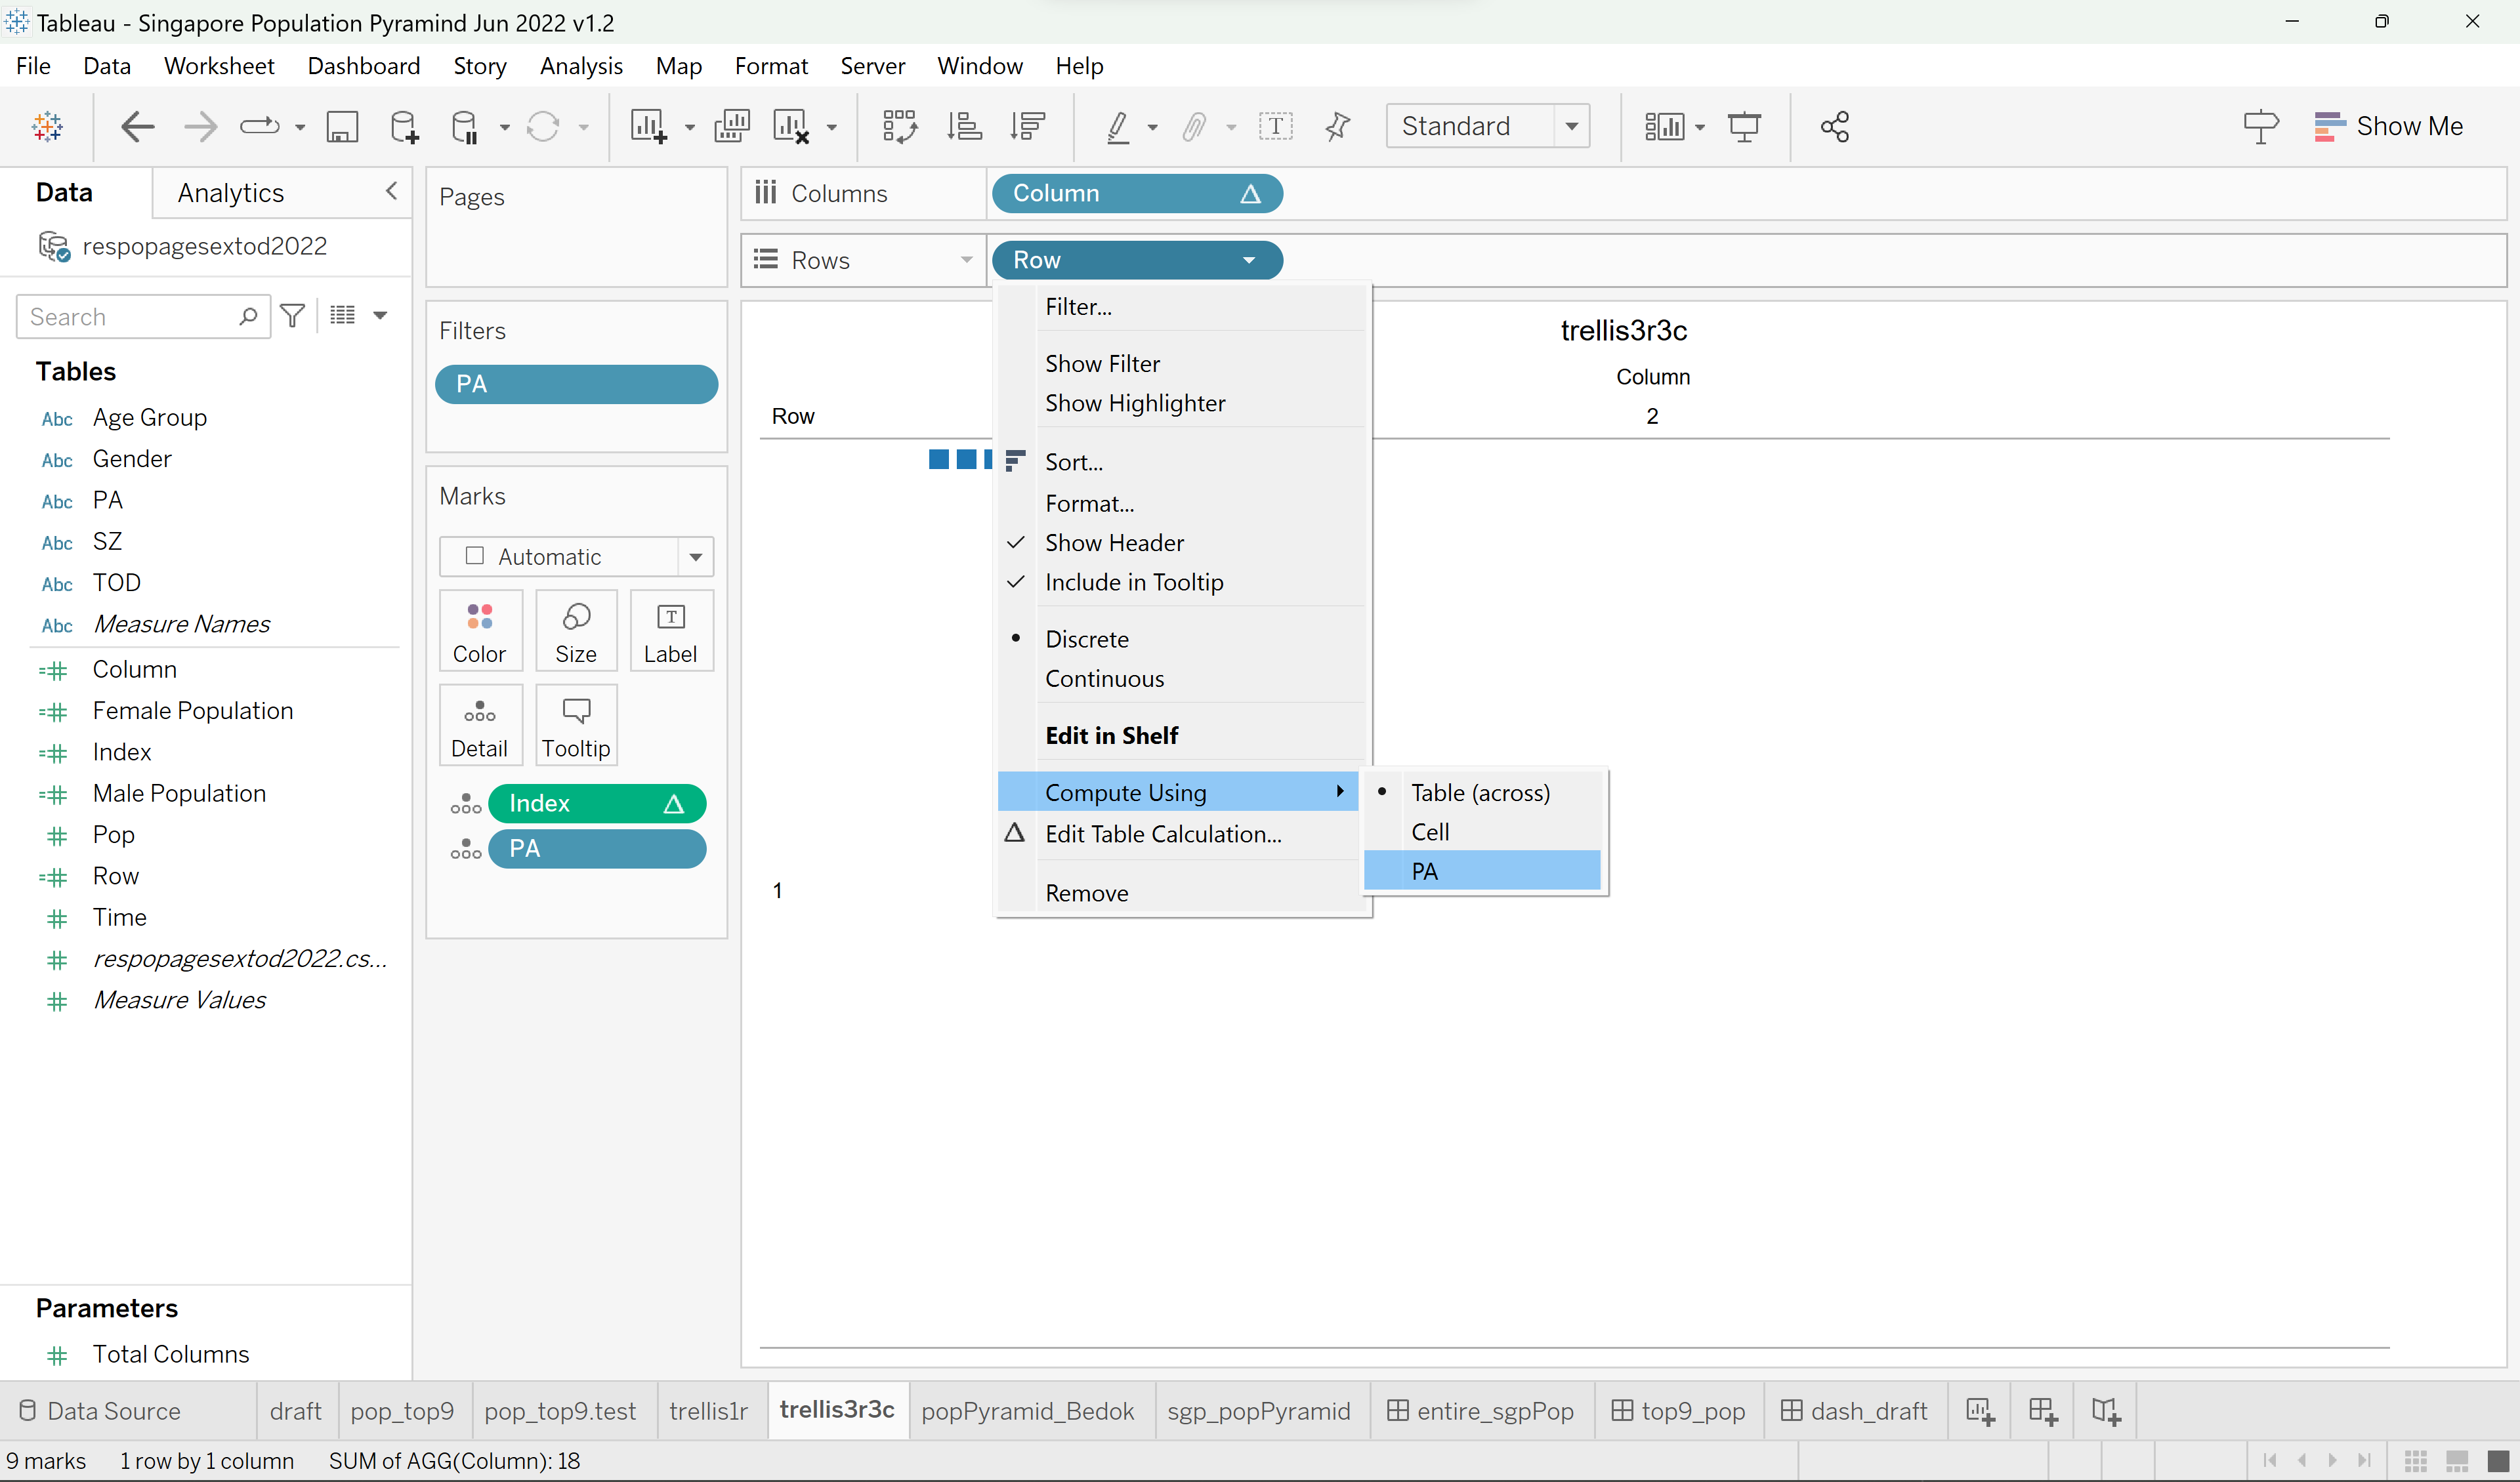 Tableau - Singapore Population Pyramind Jun 2022 v1.2
File Data Worksheet Dashboard Story Analysis Map Format Server Window Help
Standard
Show Me
Data
Analytics
respopagesextod2022
Search
Tables
Abc Age Group
Abc Gender
Abc PA
Abc SZ
Abc TOD
Abc Measure Names
=# Column
=# Female Population
=# Index
=# Male Population
# Pop
=# Row
# Time
# respopagesextod2022.cs...
# Measure Values
Parameters
# Total Columns
Pages
Filters
PA
Marks
Automatic
Color
Size
T
Label
Detail
Tooltip
Index
PA
Columns
Column
Rows
Row
trellis3r3c
Column
Row
2
1
Filter...
Show Filter
Show Highlighter
Sort...
Format...
Show Header
Include in Tooltip
Discrete
Continuous
Edit in Shelf
Compute Using
Edit Table Calculation...
Remove
Table (across)
Cell
PA
Data Source draft pop_top9 pop_top9.test trellis1r trellis3r3c popPyramid_Bedok sgp_popPyramid entire_sgpPop top9_pop dash_draft
9 marks 1 row by 1 column SUM of AGG(Column): 18